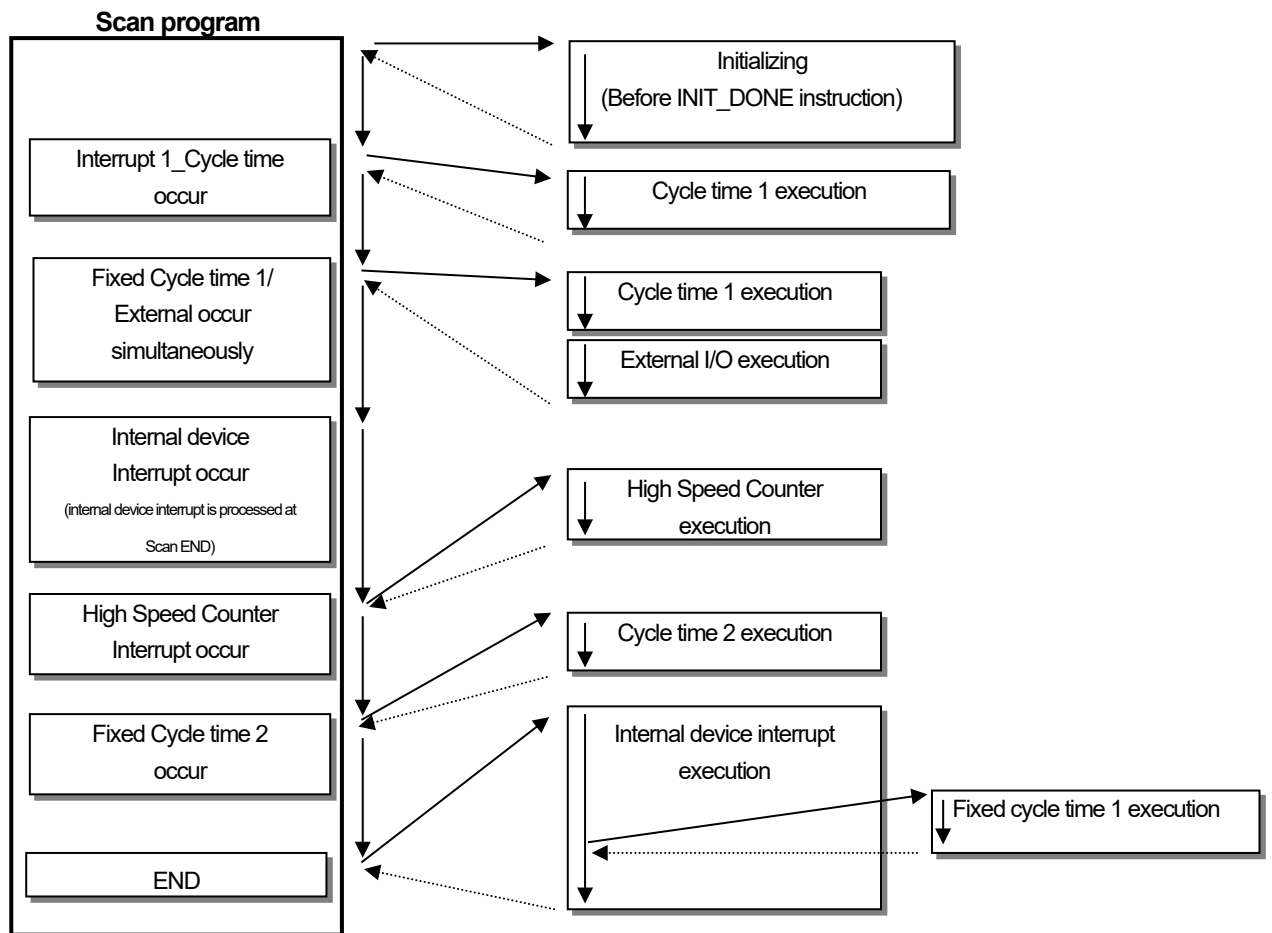 Scan program
Initializing
(Before INIT_DONE instruction)
Interrupt 1_Cycle time
occur
Cycle time 1 execution
Fixed Cycle time 1/
External occur
simultaneously
Cycle time 1 execution
External I/O execution
Internal device
Interrupt occur
(internal device interrupt is processed at
Scan END)
High Speed Counter
execution
High Speed Counter
Interrupt occur
Cycle time 2 execution
Fixed Cycle time 2
occur
Internal device interrupt
execution
Fixed cycle time 1 execution
END